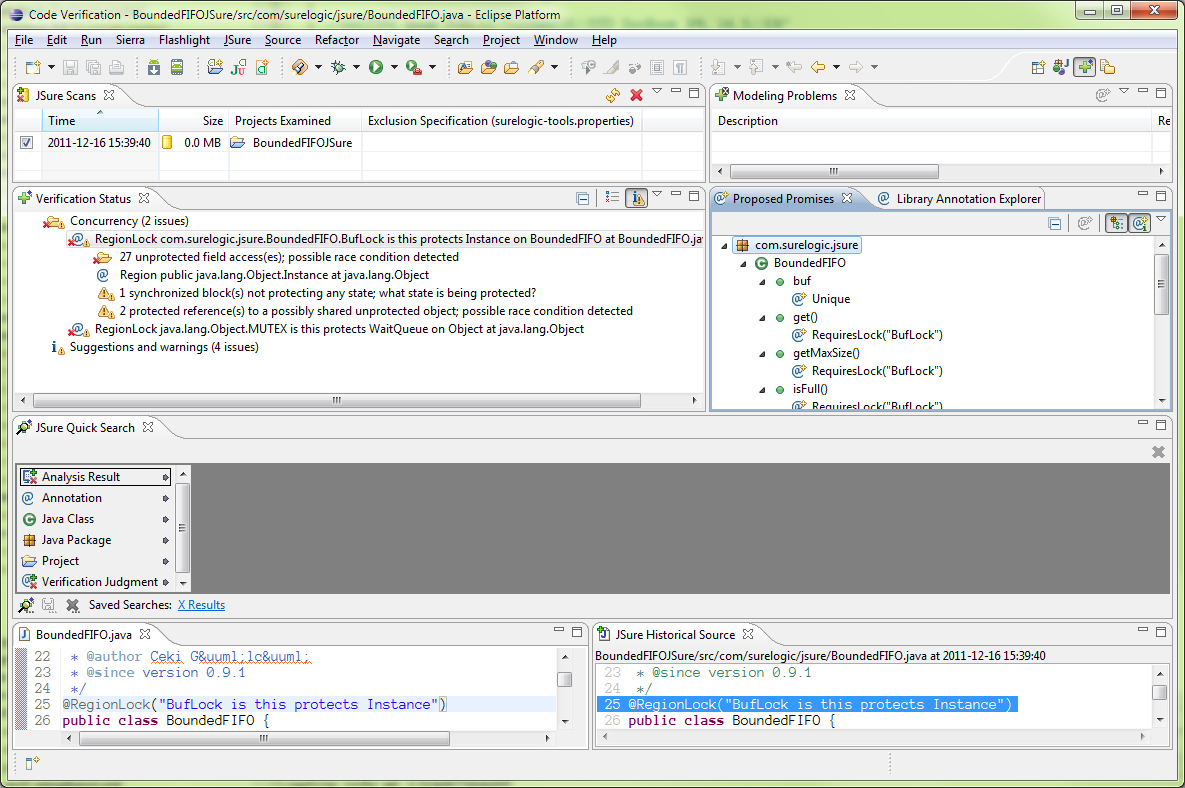 Code Verification - BoundedFIFOJSure/src/com/surelogic/jsure/BoundedFIFO.java - Eclipse Platform
File Edit Run Sierra Flashlight JSure Source Refactor Navigate Search Project Window Help
JSure Scans
Time Size Projects Examined Exclusion Specification (surelogic-tools.properties)
2011-12-16 15:39:40 0.0 MB BoundedFIFOJSure
Modeling Problems
Description Re
Verification Status
Concurrency (2 issues)
RegionLock com.surelogic.jsure.BoundedFIFO.BufLock is this protects Instance on BoundedFIFO at BoundedFIFO.ja
27 unprotected field access(es); possible race condition detected
Region public java.lang.Object.Instance at java.lang.Object
1 synchronized block(s) not protecting any state; what state is being protected?
2 protected reference(s) to a possibly shared unprotected object; possible race condition detected
RegionLock java.lang.Object.MUTEX is this protects WaitQueue on Object at java.lang.Object
Suggestions and warnings (4 issues)
Proposed Promises Library Annotation Explorer
com.surelogic.jsure
BoundedFIFO
buf
Unique
get()
RequiresLock("BufLock")
getMaxSize()
RequiresLock("BufLock")
isFull()
RequiresLock("BufLock")
JSure Quick Search
Analysis Result
Annotation
Java Class
Java Package
Project
Verification Judgment
Saved Searches: X Results
BoundedFIFO.java
22 * @author Ceki G&uuml;lc&uuml;
23 * @since version 0.9.1
24 */
25 @RegionLock("BufLock is this protects Instance")
26 public class BoundedFIFO {
JSure Historical Source
BoundedFIFOJSure/src/com/surelogic/jsure/BoundedFIFO.java at 2011-12-16 15:39:40
23 * @since version 0.9.1
24 */
25 @RegionLock("BufLock is this protects Instance")
26 public class BoundedFIFO {